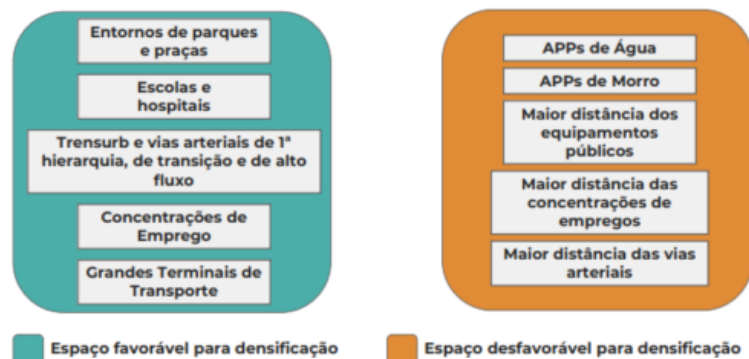 Entornos de parques
e praças
Escolas e
hospitais
Trensurb e vias arteriais de 1ª
hierarquia, de transição e de alto
fluxo
Concentrações de
Emprego
Grandes Terminais de
Transporte
APPs de Água
APPs de Morro
Maior distância dos
equipamentos
públicos
Maior distância das
concentrações de
empregos
Maior distância das vias
arteriais
Espaço favorável para densificação
Espaço desfavorável para densificação